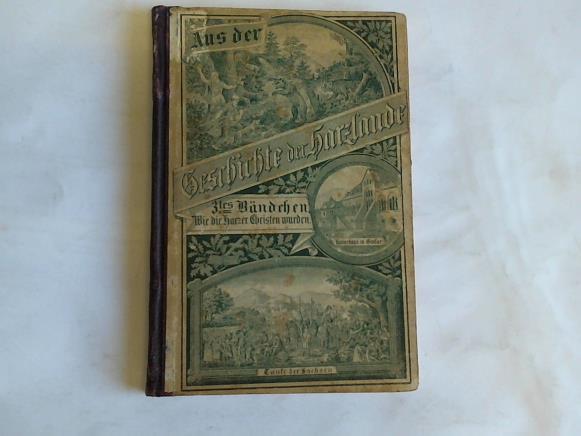 Aus der
Geschichte der Harzlande
3tes Bändchen
Wie die Harzer Christen wurden.
Kaiserhaus in Goslar
Taufe der Sachsen